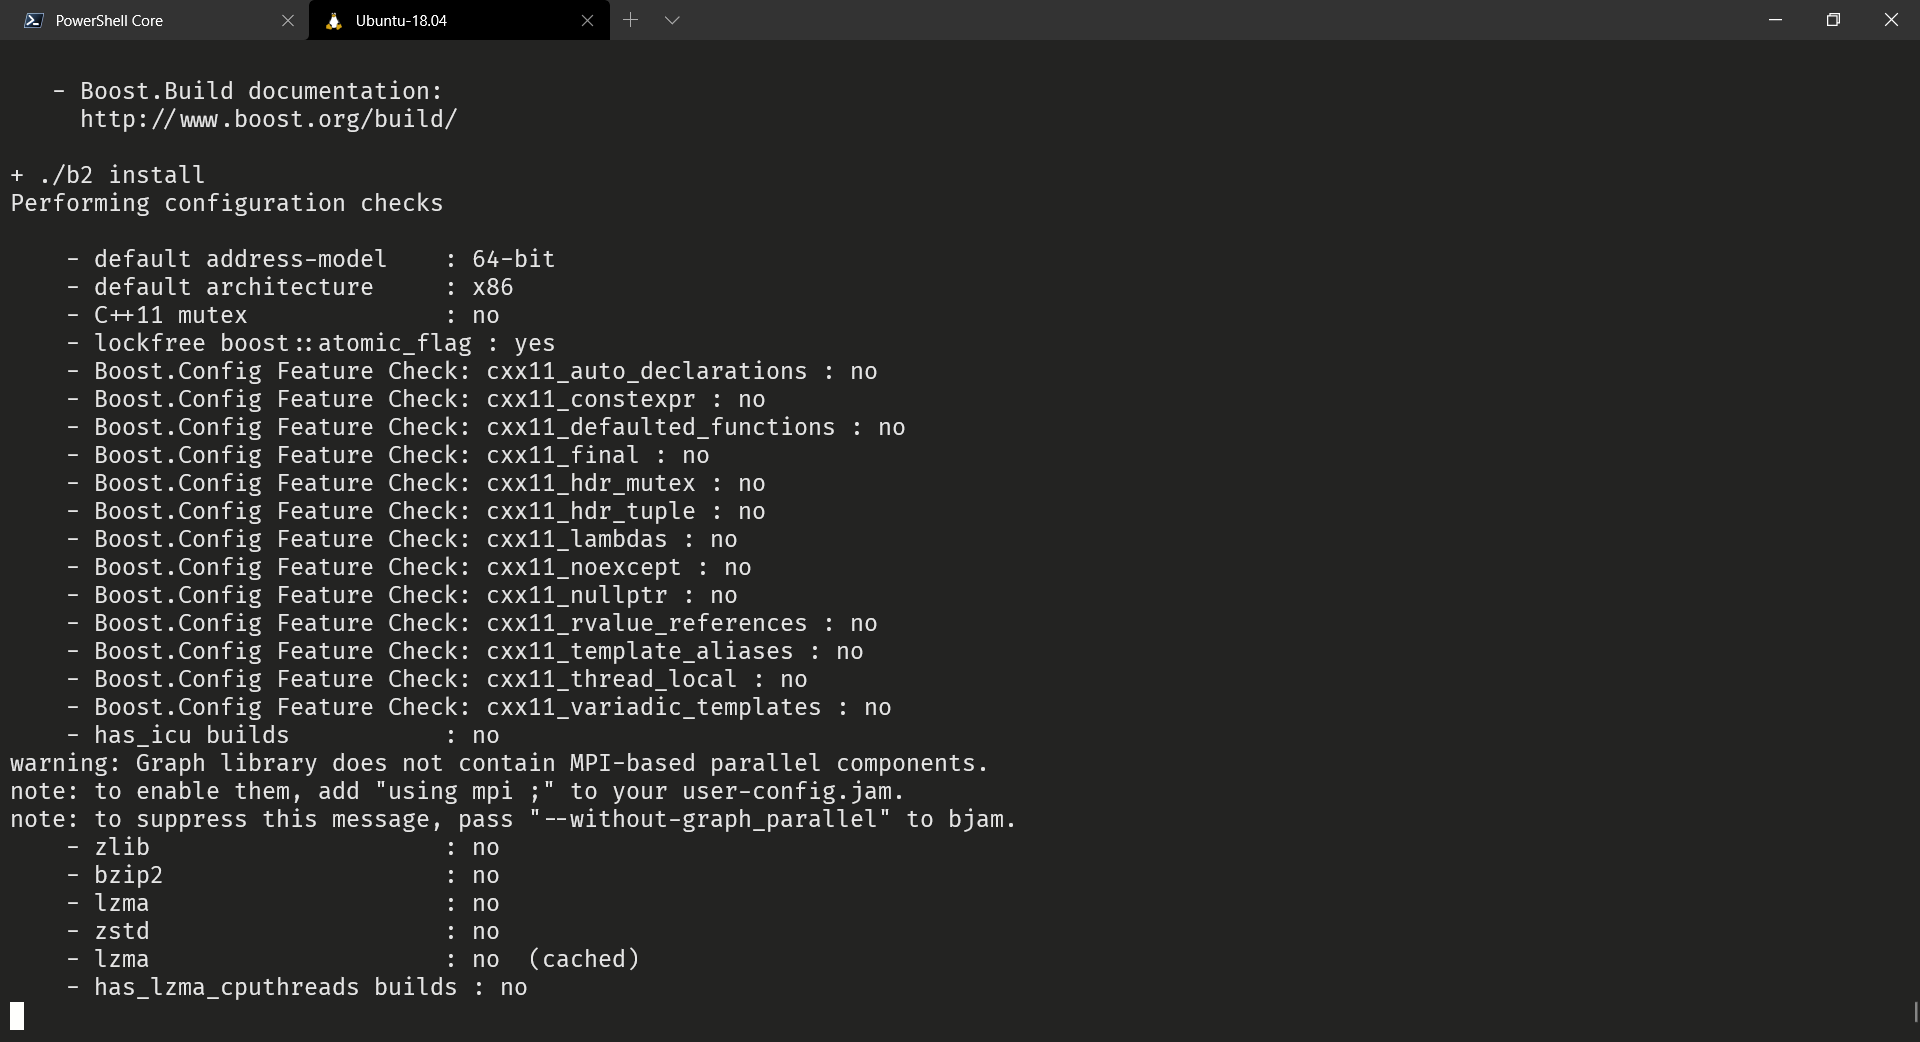 PowerShell Core
Ubuntu-18.04
- Boost.Build documentation:
http://www.boost.org/build/
+ ./b2 install
Performing configuration checks
- default address-model : 64-bit
- default architecture : x86
- C++11 mutex : no
- lockfree boost::atomic_flag : yes
- Boost.Config Feature Check: cxx11_auto_declarations : no
- Boost.Config Feature Check: cxx11_constexpr : no
- Boost.Config Feature Check: cxx11_defaulted_functions : no
- Boost.Config Feature Check: cxx11_final : no
- Boost.Config Feature Check: cxx11_hdr_mutex : no
- Boost.Config Feature Check: cxx11_hdr_tuple : no
- Boost.Config Feature Check: cxx11_lambdas : no
- Boost.Config Feature Check: cxx11_noexcept : no
- Boost.Config Feature Check: cxx11_nullptr : no
- Boost.Config Feature Check: cxx11_rvalue_references : no
- Boost.Config Feature Check: cxx11_template_aliases : no
- Boost.Config Feature Check: cxx11_thread_local : no
- Boost.Config Feature Check: cxx11_variadic_templates : no
- has_icu builds : no
warning: Graph library does not contain MPI-based parallel components.
note: to enable them, add "using mpi ;" to your user-config.jam.
note: to suppress this message, pass "--without-graph_parallel" to bjam.
- zlib : no
- bzip2 : no
- lzma : no
- zstd : no
- lzma : no (cached)
- has_lzma_cputhreads builds : no